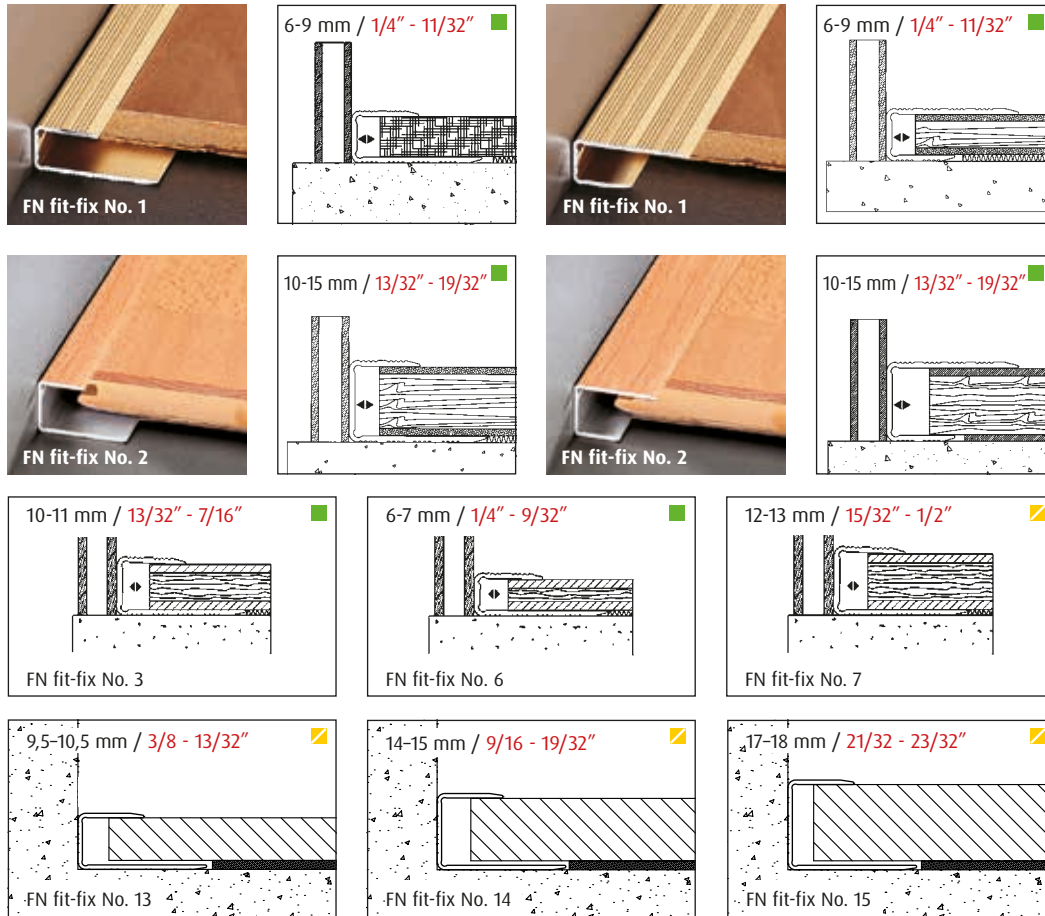 6-9 mm / 1/4″ - 11/32″
6-9 mm / 1/4″ - 11/32″
FN fit-fix No. 1
FN fit-fix No. 1
10-15 mm / 13/32″ - 19/32″
10-15 mm / 13/32″ - 19/32″
FN fit-fix No. 2
FN fit-fix No. 2
10-11 mm / 13/32″ - 7/16″
6-7 mm / 1/4″ - 9/32″
12-13 mm / 15/32″ - 1/2″
FN fit-fix No. 3
FN fit-fix No. 6
FN fit-fix No. 7
9,5–10,5 mm / 3/8 - 13/32″
14–15 mm / 9/16 - 19/32″
17–18 mm / 21/32 - 23/32″
FN fit-fix No. 13
FN fit-fix No. 14
FN fit-fix No. 15